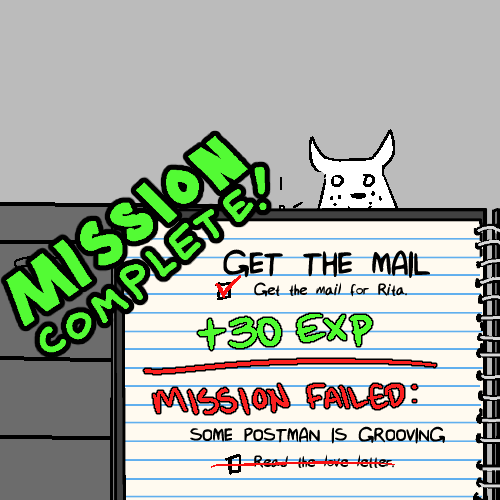 MISSION
COMPLETE!
GET THE MAIL
Get the mail for Rita.
+30 EXP
MISSION FAILED:
SOME POSTMAN IS GROOVING
Read the love letter.